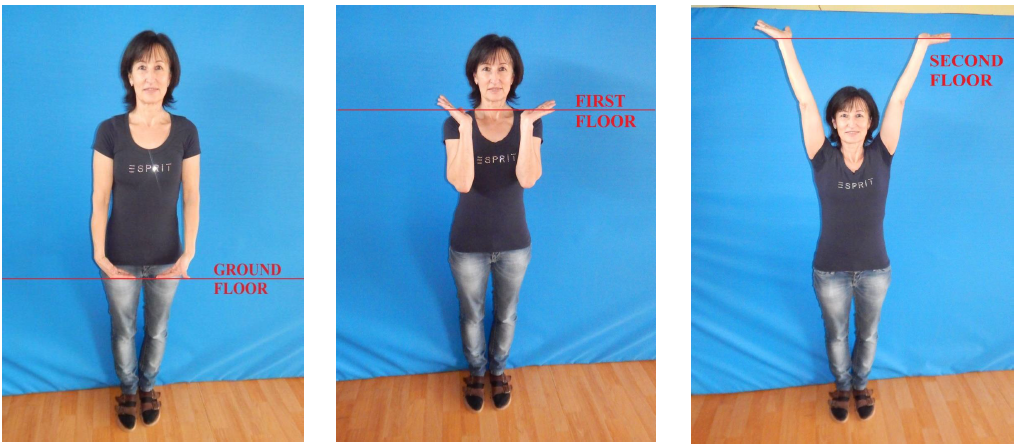 ESPRIT
GROUND
FLOOR
ESPRIT
FIRST
FLOOR
ESPRIT
SECOND
FLOOR